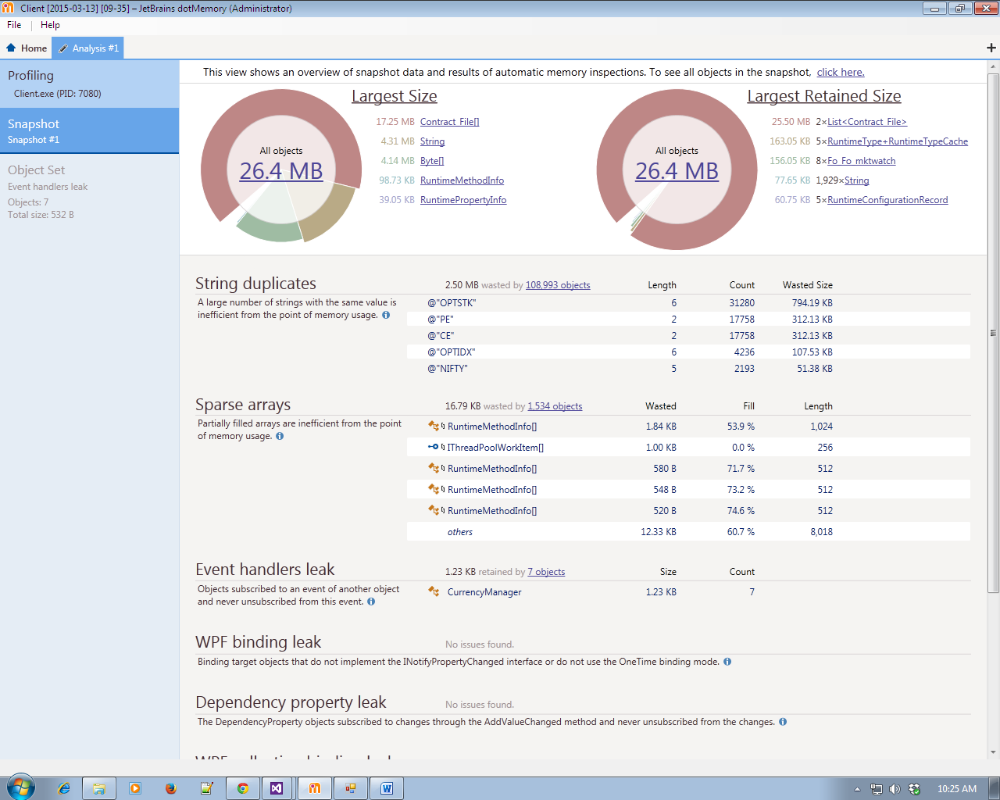 Client [2015-03-13] [09-35] – JetBrains dotMemory (Administrator)
File | Help
Home
Analysis #1
Profiling
Client.exe (PID: 7080)
Snapshot
Snapshot #1
Object Set
Event handlers leak
Objects: 7
Total size: 532 B
This view shows an overview of snapshot data and results of automatic memory inspections. To see all objects in the snapshot, click here.
All objects
26.4 MB
Largest Size
17.25 MB Contract_File[]
4.31 MB String
4.14 MB Byte[]
98.73 KB RuntimeMethodInfo
39.05 KB RuntimePropertyInfo
All objects
26.4 MB
Largest Retained Size
25.50 MB 2×List<Contract_File>
163.05 KB 5×RuntimeType+RuntimeTypeCache
156.05 KB 8×Fo_Fo_mktwatch
77.65 KB 1,929×String
60.75 KB 5×RuntimeConfigurationRecord
String duplicates 2.50 MB wasted by 108,993 objects Length Count Wasted Size
A large number of strings with the same value is
inefficient from the point of memory usage.
@"OPTSTK" 6 31280 794.19 KB
@"PE" 2 17758 312.13 KB
@"CE" 2 17758 312.13 KB
@"OPTIDX" 6 4236 107.53 KB
@"NIFTY" 5 2193 51.38 KB
Sparse arrays 16.79 KB wasted by 1,534 objects Wasted Fill Length
Partially filled arrays are inefficient from the point
of memory usage.
RuntimeMethodInfo[] 1.84 KB 53.9 % 1,024
IThreadPoolWorkItem[] 1.00 KB 0.0 % 256
RuntimeMethodInfo[] 580 B 71.7 % 512
RuntimeMethodInfo[] 548 B 73.2 % 512
RuntimeMethodInfo[] 520 B 74.6 % 512
others 12.33 KB 60.7 % 8,018
Event handlers leak 1.23 KB retained by 7 objects Size Count
Objects subscribed to an event of another object
and never unsubscribed from this event.
CurrencyManager 1.23 KB 7
WPF binding leak No issues found.
Binding target objects that do not implement the INotifyPropertyChanged interface or do not use the OneTime binding mode.
Dependency property leak No issues found.
The DependencyProperty objects subscribed to changes through the AddValueChanged method and never unsubscribed from the changes.
10:25 AM